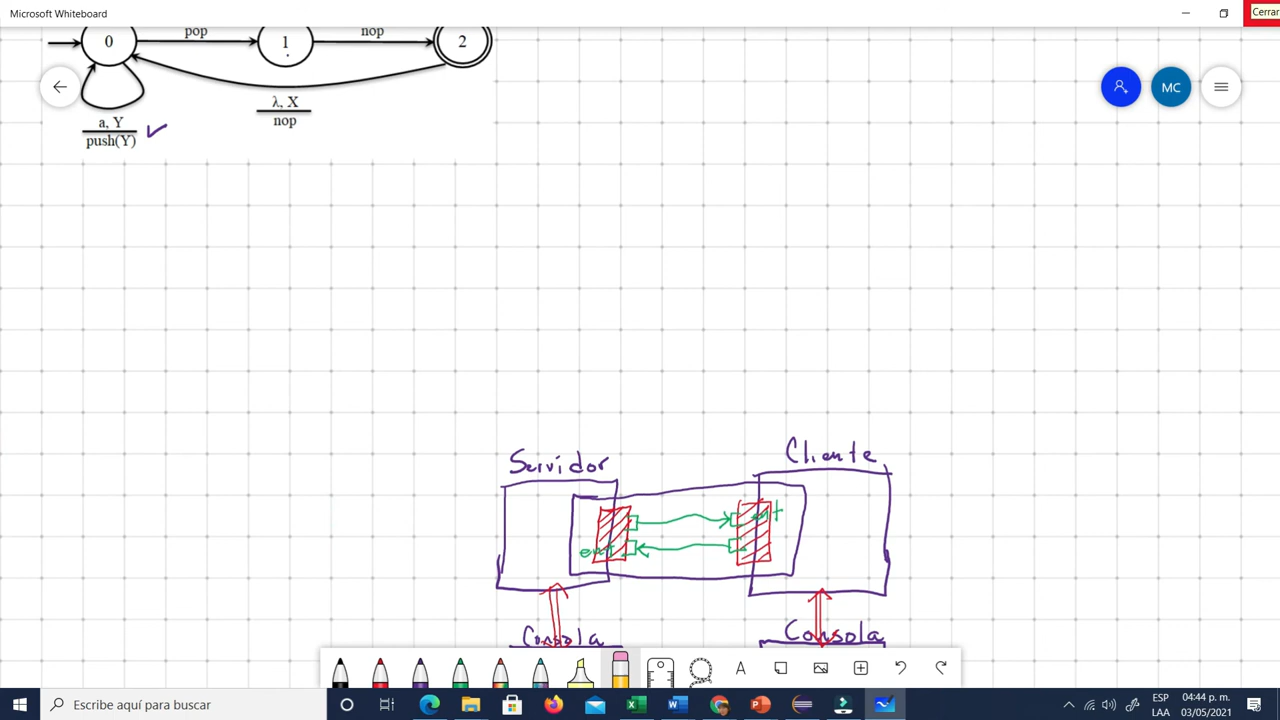 Microsoft Whiteboard
Cerrar
pop
nop
0
1
2
MC
λ, X
nop
a, Y
push(Y)
Servidor
Cliente
ent
ent
Consola
Consola
A
Escribe aquí para buscar
ESP
LAA
04:44 p. m.
03/05/2021